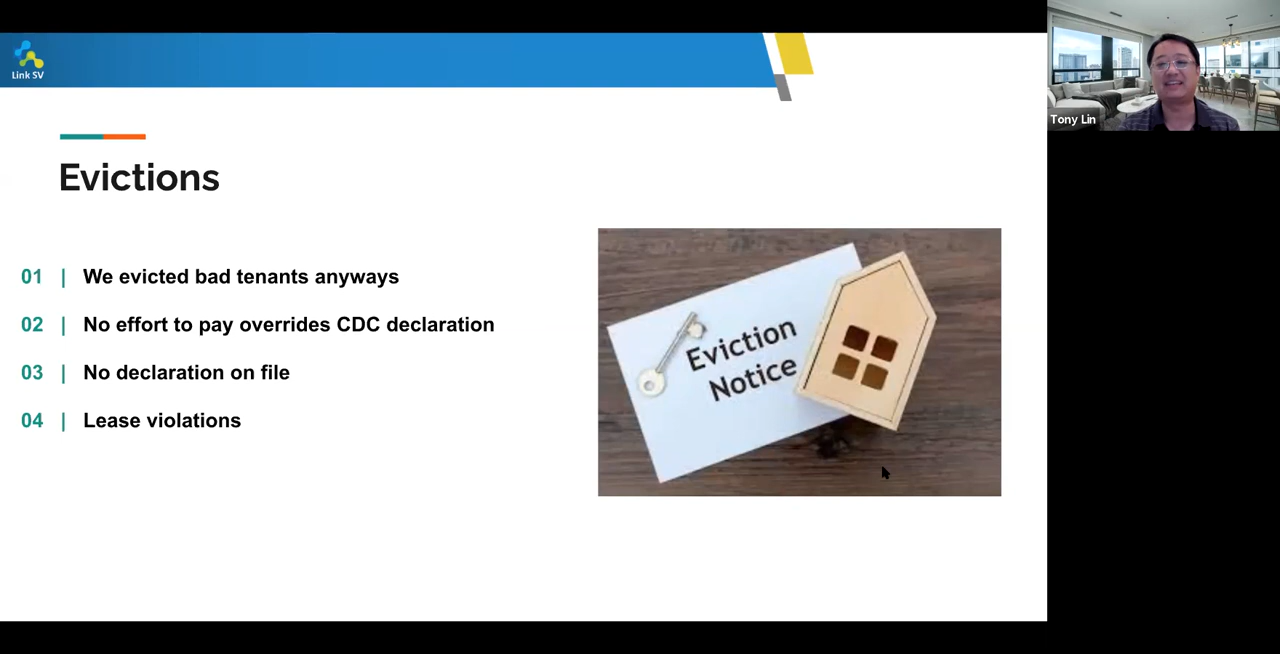 Link SV
Tony Lin
Evictions
01 | We evicted bad tenants anyways
02 | No effort to pay overrides CDC declaration
03 | No declaration on file
04 | Lease violations
Eviction
Notice